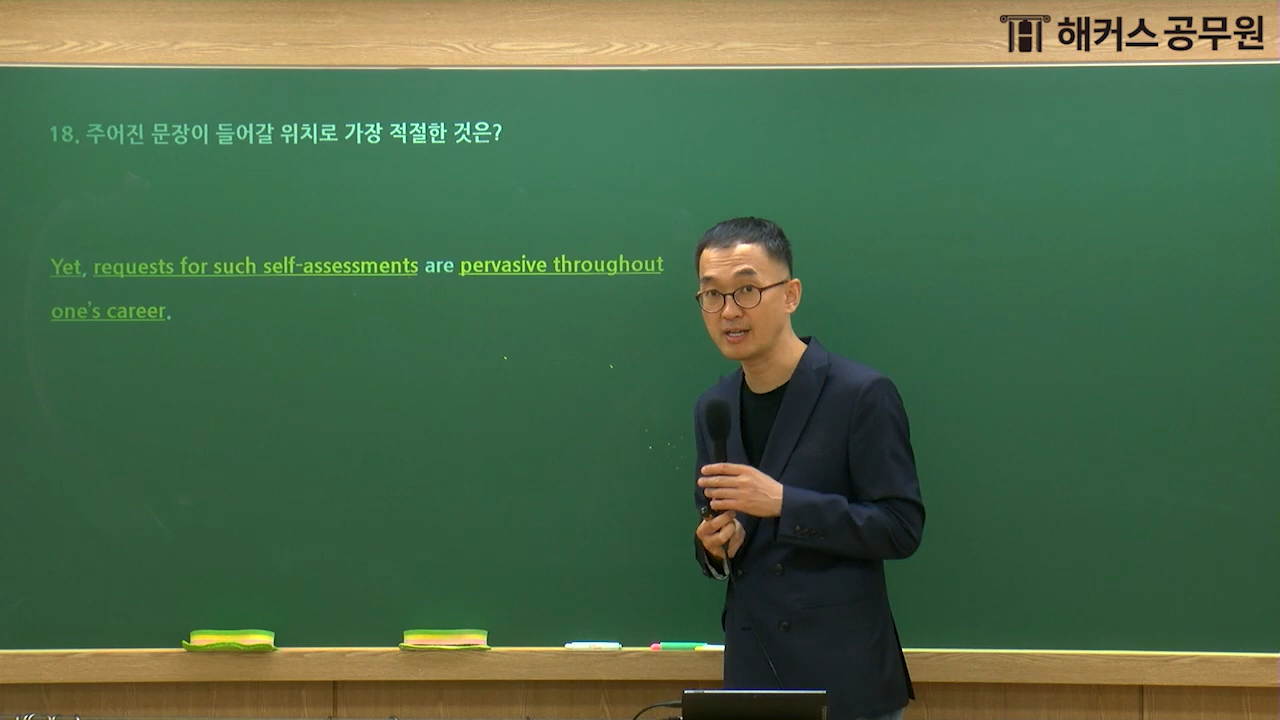 해커스공무원
18. 주어진 문장이 들어갈 위치로 가장 적절한 것은?
Yet, requests for such self-assessments are pervasive throughout
one's career.